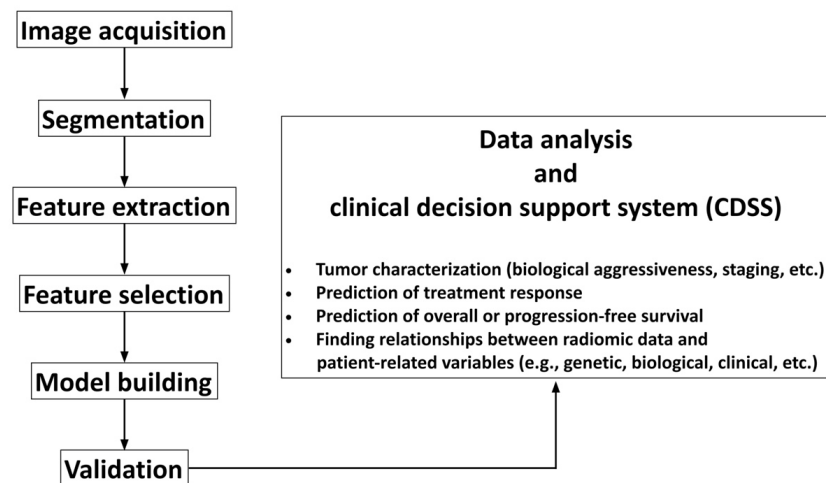 Image acquisition
Segmentation
Feature extraction
Feature selection
Model building
Validation
Data analysis
and
clinical decision support system (CDSS)
• Tumor characterization (biological aggressiveness, staging, etc.)
• Prediction of treatment response
• Prediction of overall or progression-free survival
• Finding relationships between radiomic data and
patient-related variables (e.g., genetic, biological, clinical, etc.)